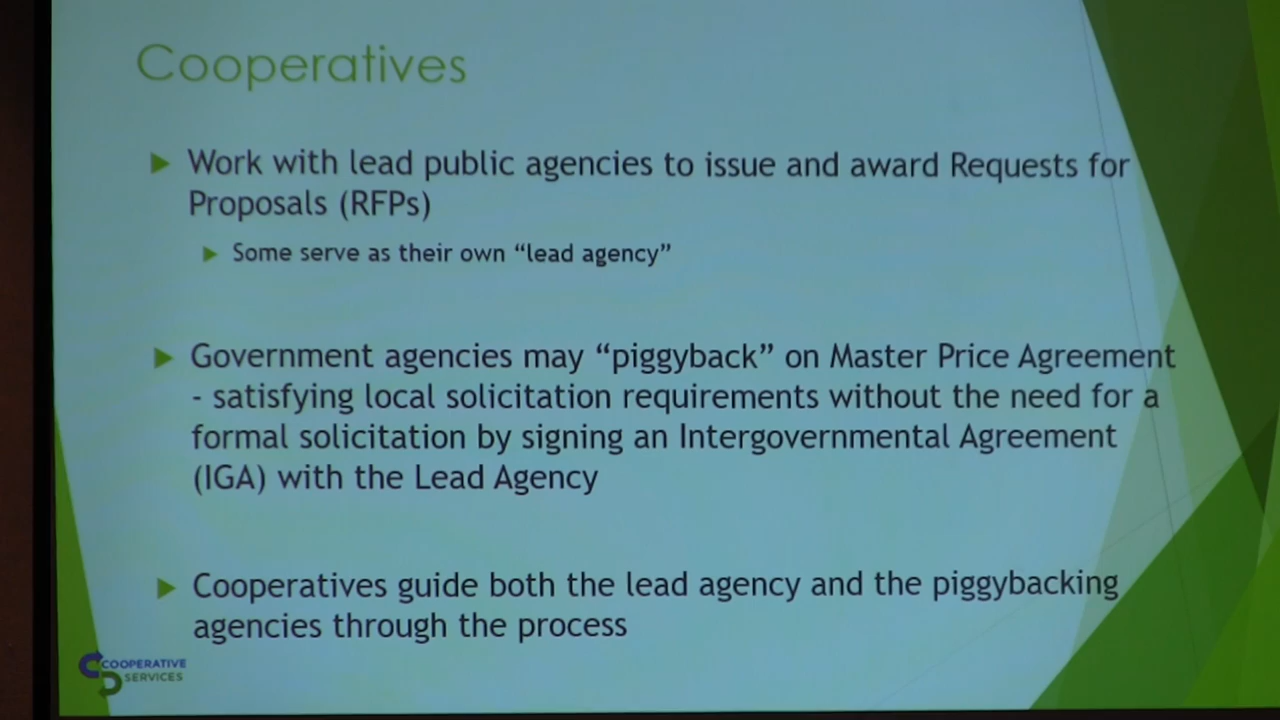 Cooperatives
Work with lead public agencies to issue and award Requests for
Proposals (RFPs)
Some serve as their own “lead agency”
Government agencies may “piggyback” on Master Price Agreement
- satisfying local solicitation requirements without the need for a
formal solicitation by signing an Intergovernmental Agreement
(IGA) with the Lead Agency
Cooperatives guide both the lead agency and the piggybacking
agencies through the process
COOPERATIVE
SERVICES